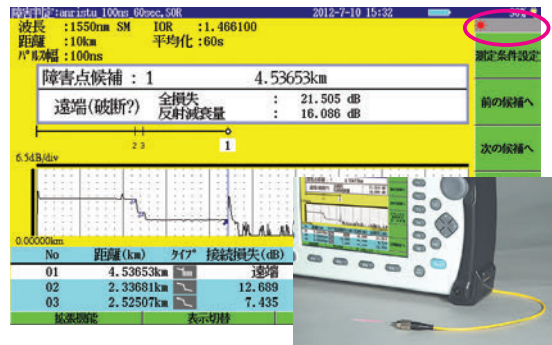 障害判定:anristu_100ns_60sec,50R 2012-7-10 15:32
波長 :1550nm SM IOR :1.466100
距離 :10km 平均化 :60s
パルス幅 :100ns
測定条件設定
障害点候補 : 1 4.53653km
遠端(破断?) 全損失 : 21.505 dB
反射減衰量 : 16.086 dB
前の候補へ
次の候補へ
2 3 1
6.5dB/div
0.00000km
No 距離(km) タイプ 接続損失(dB)
01 4.53653km 遠端
02 2.33681km 12.689
03 2.52507km 7.435
拡張機能 表示切替